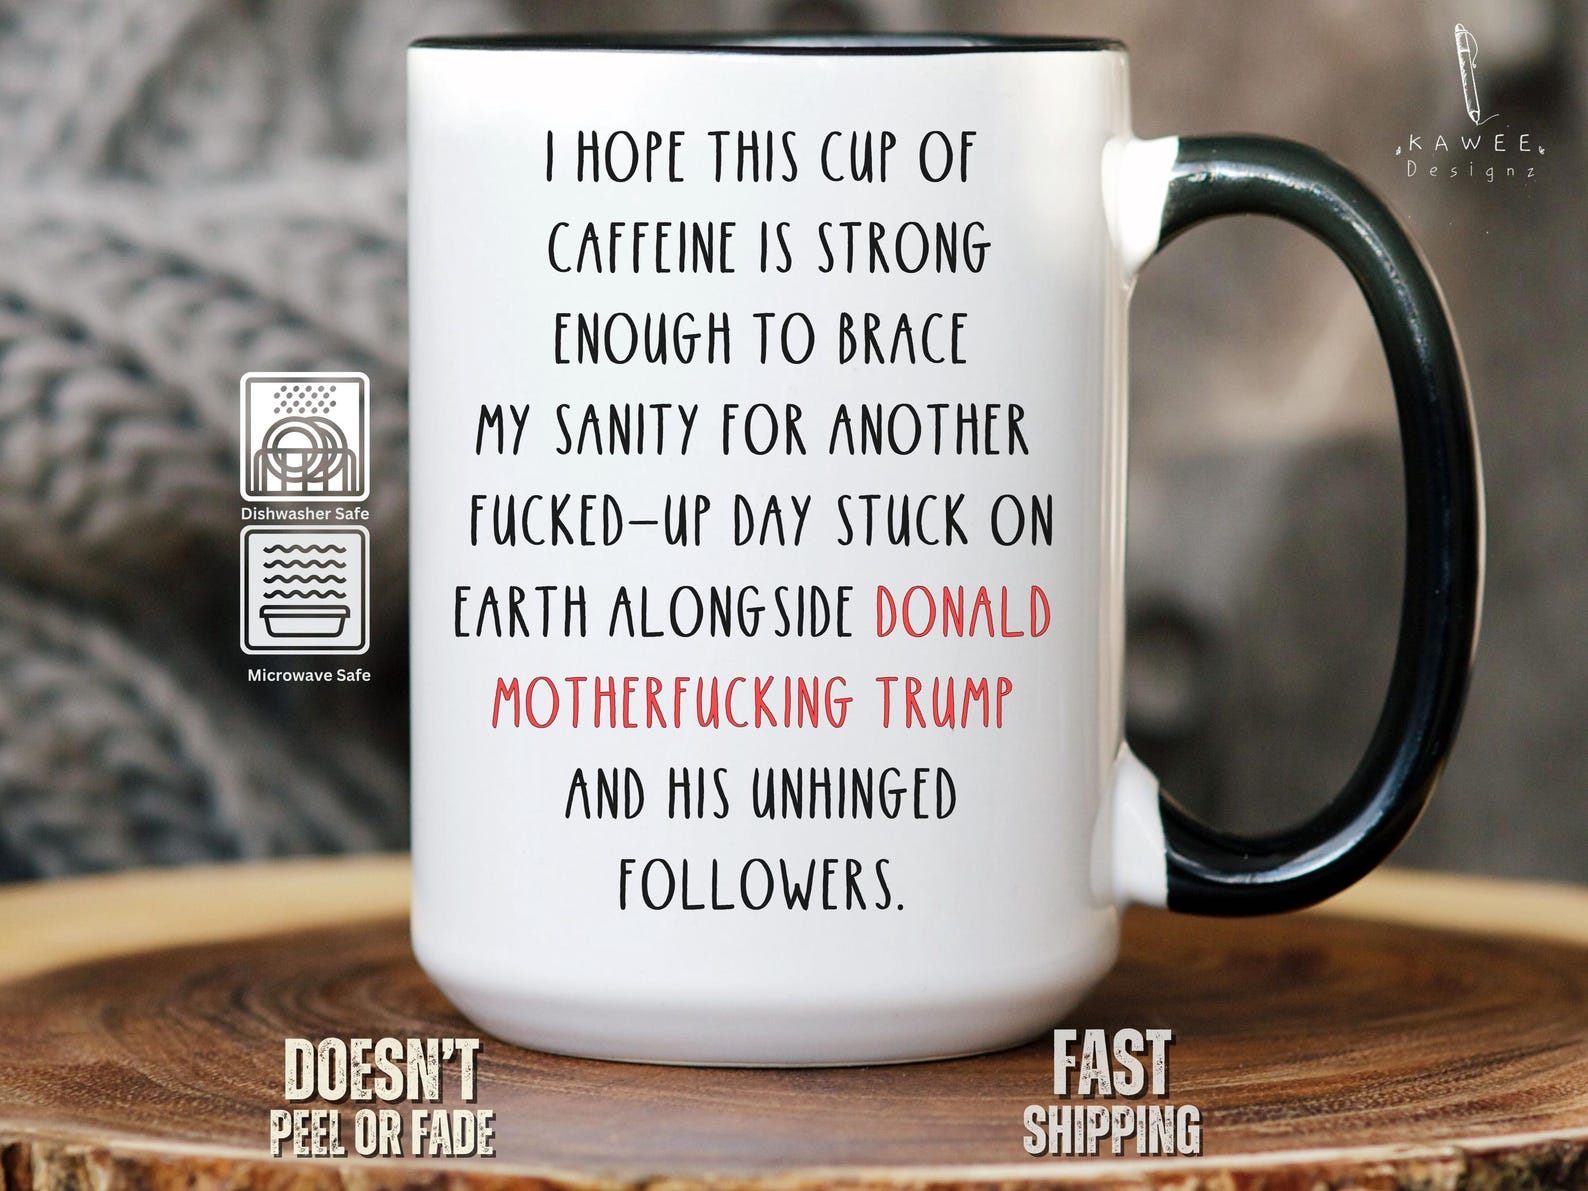 I HOPE THIS CUP OF
CAFFEINE IS STRONG
ENOUGH TO BRACE
MY SANITY FOR ANOTHER
FUCKED-UP DAY STUCK ON
EARTH ALONGSIDE DONALD
MOTHERFUCKING TRUMP
AND HIS UNHINGED
FOLLOWERS.
KAWEE
Designz
Dishwasher Safe
Microwave Safe
DOESN'T
PEEL OR FADE
FAST
SHIPPING